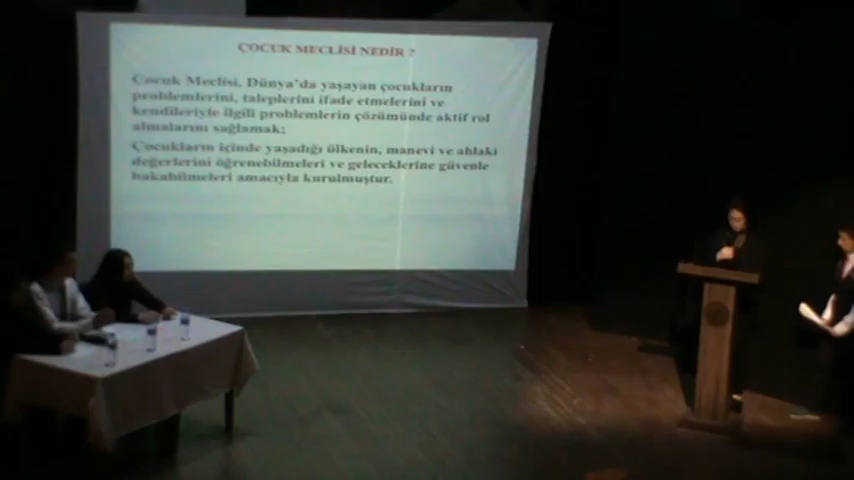 ÇOCUK MECLİSİ NEDİR ?
Çocuk Meclisi, Dünya’da yaşayan çocukların
problemlerini, taleplerini ifade etmelerini ve
kendileriyle ilgili problemlerin çözümünde aktif rol
almalarını sağlamak;
Çocukların içinde yaşadığı ülkenin, manevi ve ahlaki
değerlerini öğrenebilmeleri ve geleceklerine güvenle
bakabilmeleri amacıyla kurulmuştur.